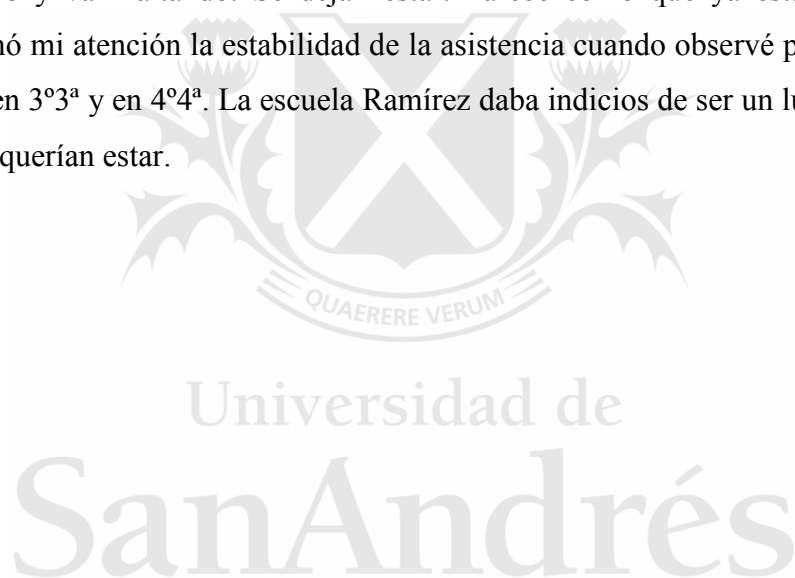 nó mi atención la estabilidad de la asistencia cuando observé p
en 3º3ª y en 4º4ª. La escuela Ramírez daba indicios de ser un lu
querían estar.
QUAERERE VERUM
Universidad de
SanAndrés